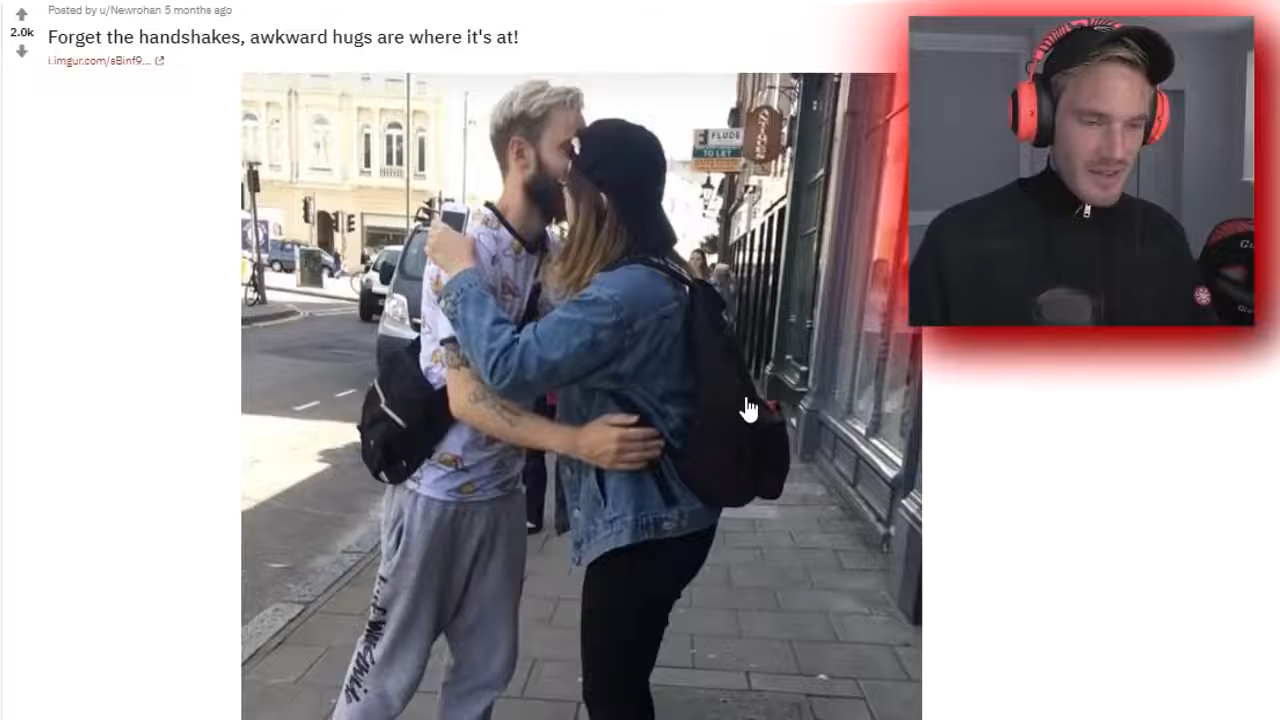 Posted by u/Newrohan 5 months ago
2.0k
Forget the handshakes, awkward hugs are where it's at!
i.imgur.com/sBinf9...
FLUDE
TO LET